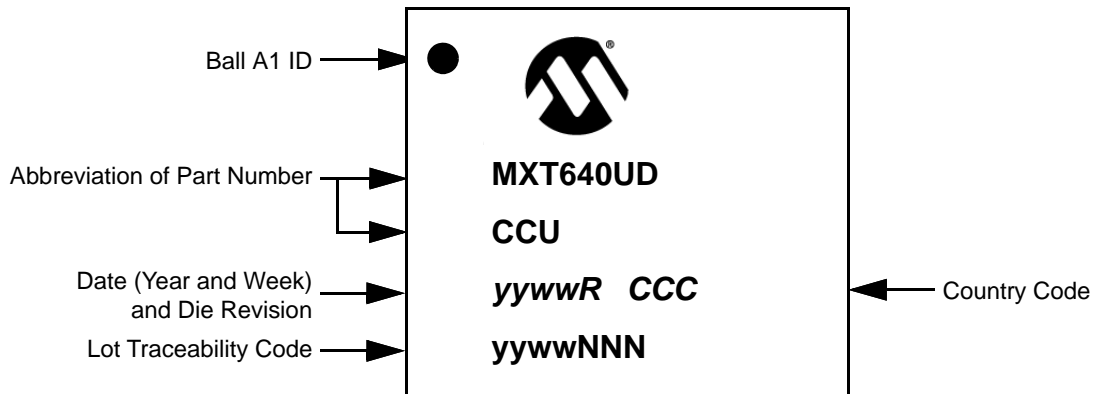 ®
Ball A1 ID
Abbreviation of Part Number
MXT640UD
CCU
Date (Year and Week)
and Die Revision
yywwR CCC
Country Code
Lot Traceability Code
yywwNNN